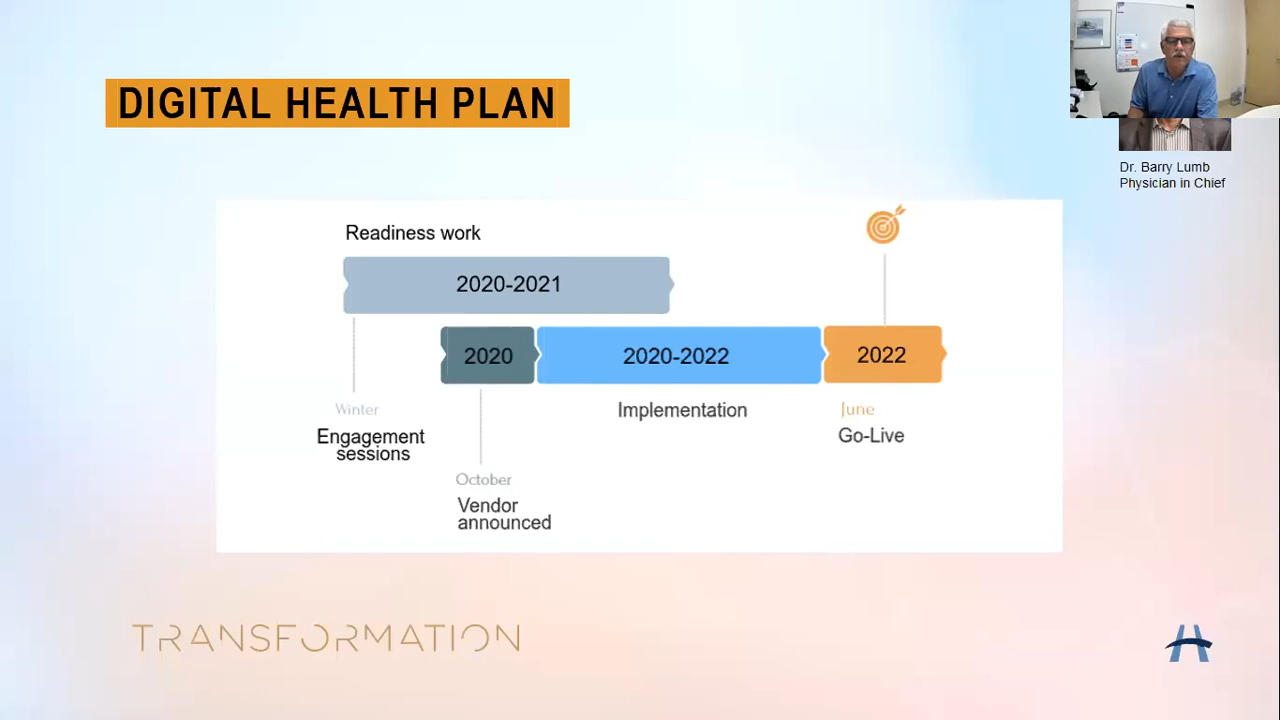 DIGITAL HEALTH PLAN
Dr. Barry Lumb
Physician in Chief
Readiness work
2020-2021
2020
2020-2022
2022
Winter
Engagement
sessions
Implementation
June
Go-Live
October
Vendor
announced
TRANSFORMATION